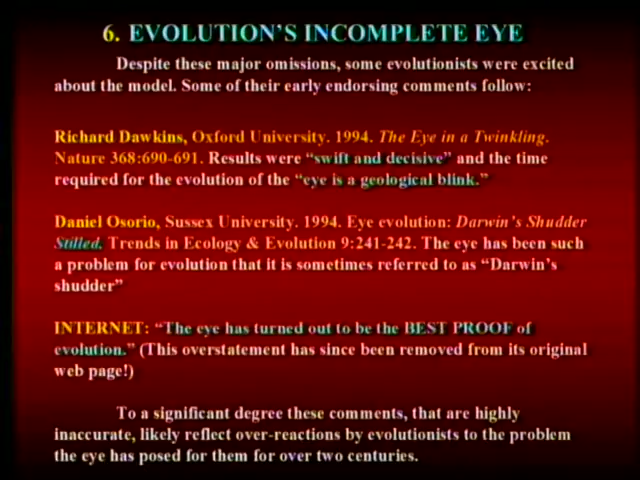 6. EVOLUTION'S INCOMPLETE EYE
Despite these major omissions, some evolutionists were excited
about the model. Some of their early endorsing comments follow:
Richard Dawkins, Oxford University. 1994. The Eye in a Twinkling.
Nature 368:690-691. Results were “swift and decisive” and the time
required for the evolution of the “eye is a geological blink.”
Daniel Osorio, Sussex University. 1994. Eye evolution: Darwin's Shudder
Stilled. Trends in Ecology & Evolution 9:241-242. The eye has been such
a problem for evolution that it is sometimes referred to as “Darwin's
shudder”
INTERNET: “The eye has turned out to be the BEST PROOF of
evolution.” (This overstatement has since been removed from its original
web page!)
To a significant degree these comments, that are highly
inaccurate, likely reflect over-reactions by evolutionists to the problem
the eye has posed for them for over two centuries.